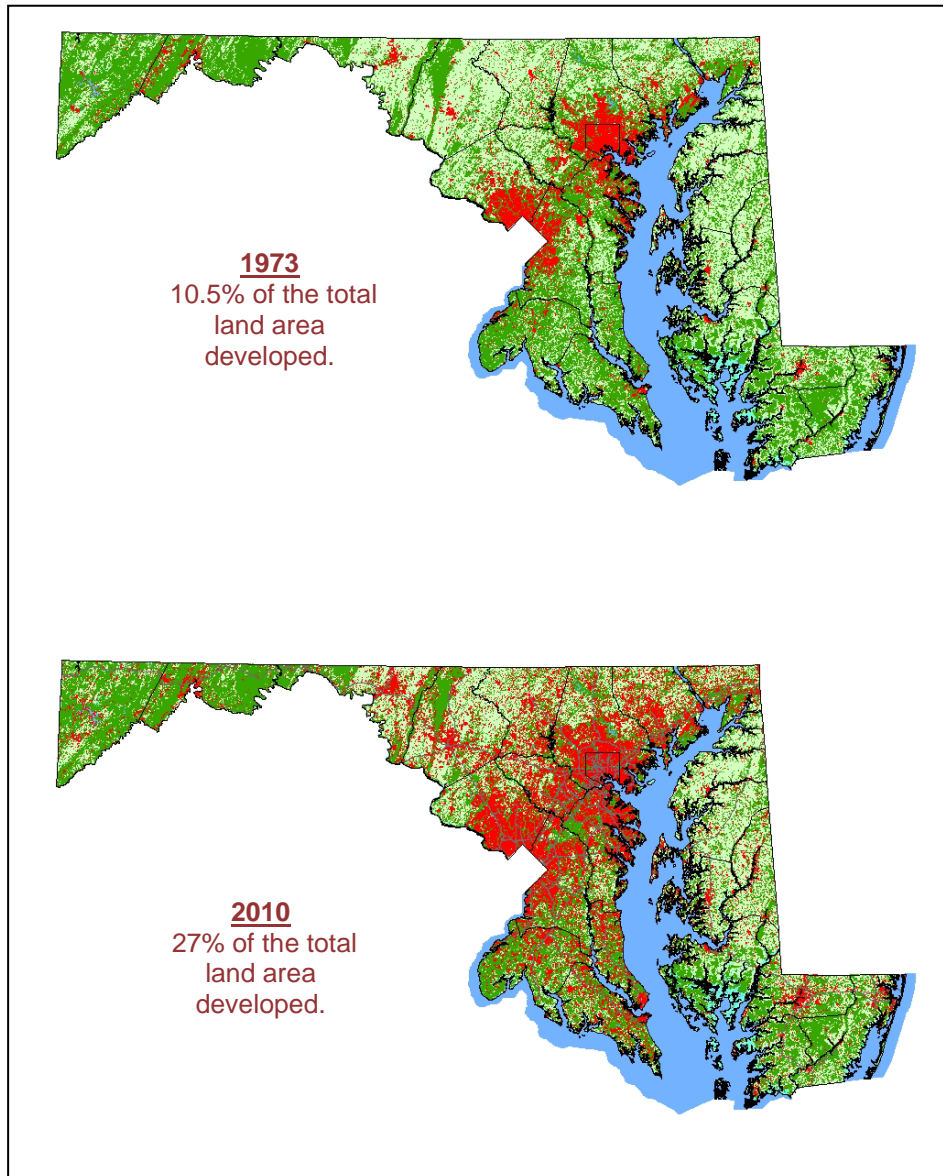 1973
10.5% of the total
land area
developed.
2010
27% of the total
land area
developed.